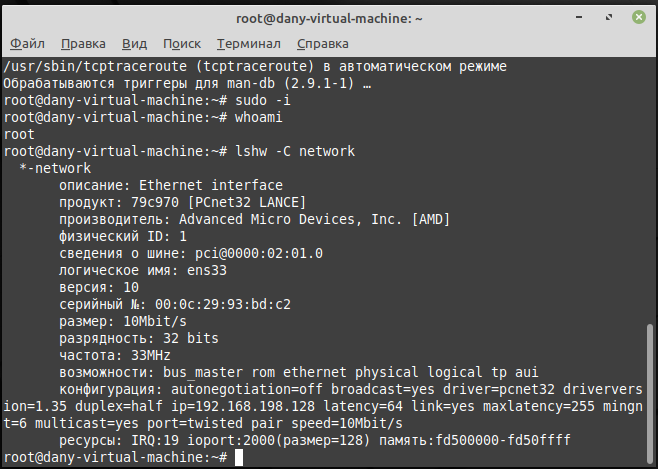 root@dany-virtual-machine: ~
Файл Правка Вид Поиск Терминал Справка
/usr/sbin/tcptraceroute (tcptraceroute) в автоматическом режиме
Обрабатываются триггеры для man-db (2.9.1-1) …
root@dany-virtual-machine:~# sudo -i
root@dany-virtual-machine:~# whoami
root
root@dany-virtual-machine:~# lshw -C network
*-network
описание: Ethernet interface
продукт: 79c970 [PCnet32 LANCE]
производитель: Advanced Micro Devices, Inc. [AMD]
физический ID: 1
сведения о шине: pci@0000:02:01.0
логическое имя: ens33
версия: 10
серийный №: 00:0c:29:93:bd:c2
размер: 10Mbit/s
разрядность: 32 bits
частота: 33MHz
возможности: bus_master rom ethernet physical logical tp aui
конфигурация: autonegotiation=off broadcast=yes driver=pcnet32 driververs
ion=1.35 duplex=half ip=192.168.198.128 latency=64 link=yes maxlatency=255 mingn
t=6 multicast=yes port=twisted pair speed=10Mbit/s
ресурсы: IRQ:19 ioport:2000(размер=128) память:fd500000-fd50ffff
root@dany-virtual-machine:~#